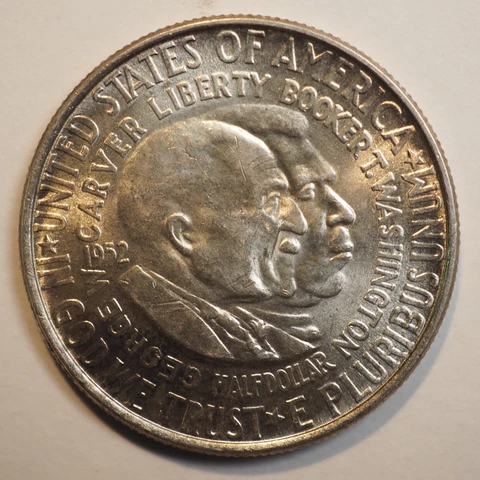 UNITED STATES OF AMERICA
★ E PLURIBUS UNUM ★
IN GOD WE TRUST ★
GEORGE W. CARVER LIBERTY BOOKER T. WASHINGTON
1952
HALF DOLLAR